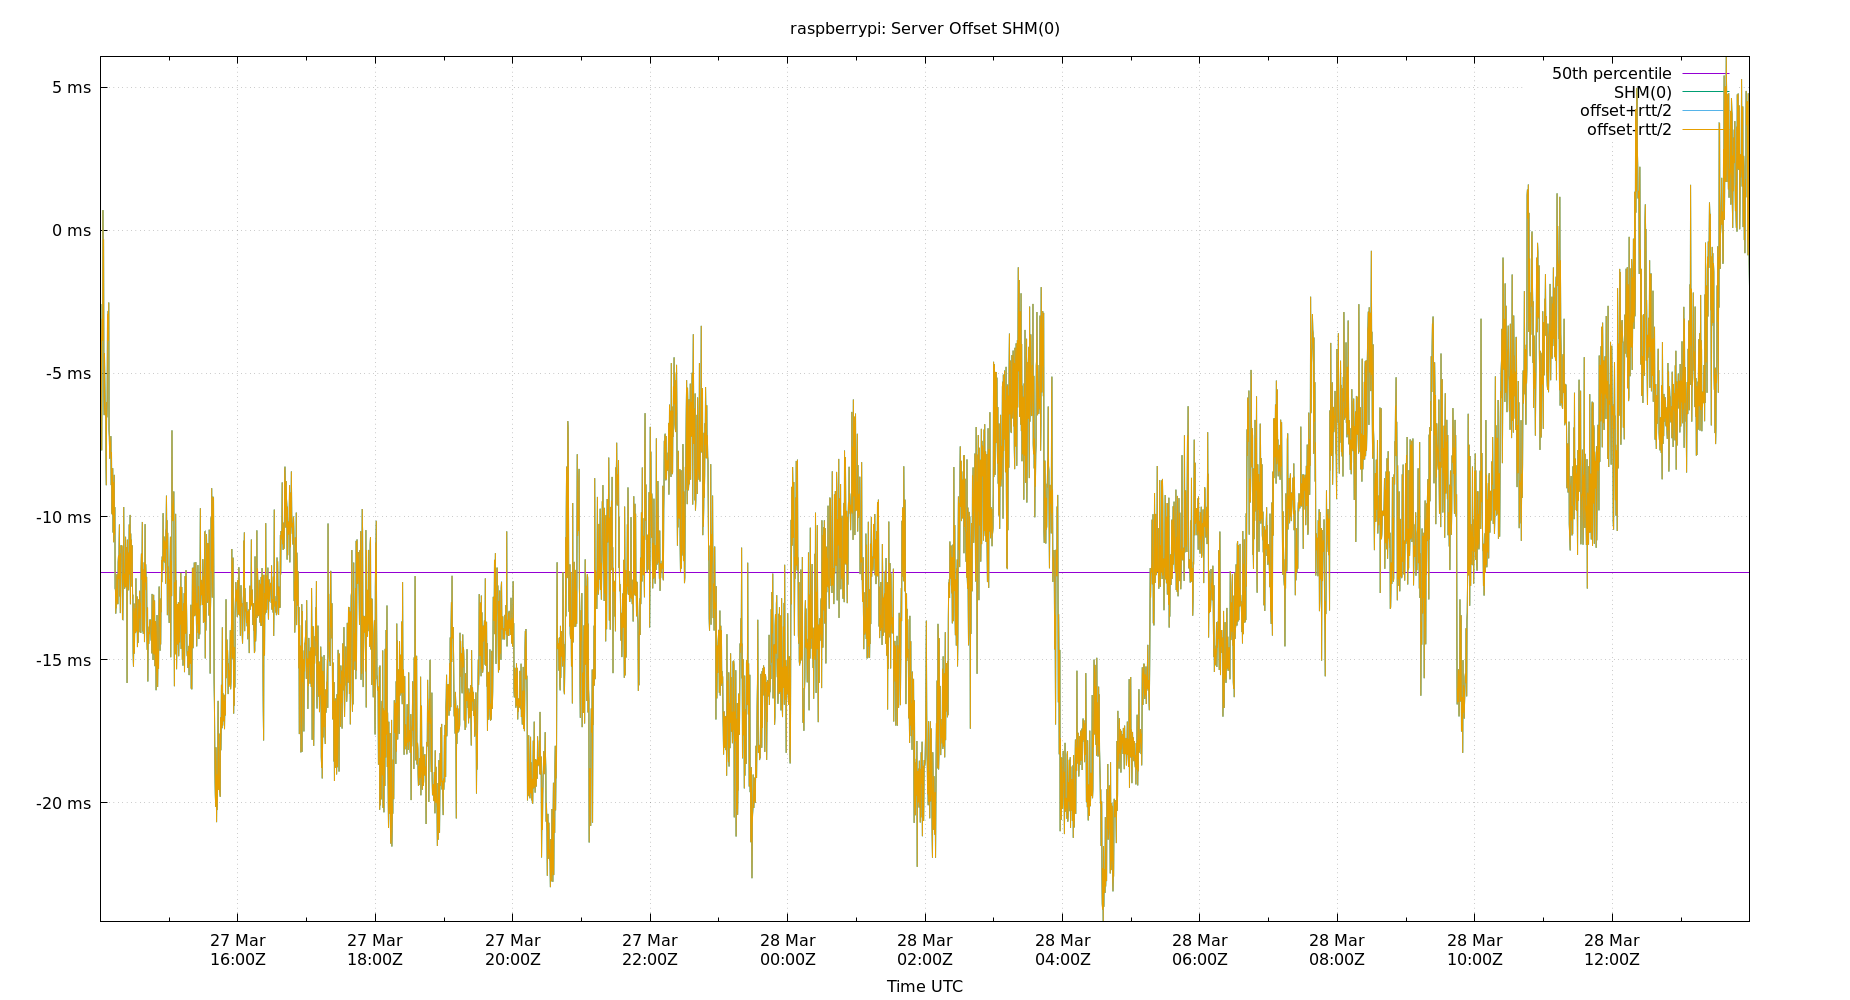 raspberrypi: Server Offset SHM(0)
50th percentile
SHM(0)
offset+rtt/2
offset-rtt/2
5 ms
0 ms
-5 ms
-10 ms
-15 ms
-20 ms
27 Mar 27 Mar 27 Mar 27 Mar 28 Mar 28 Mar 28 Mar 28 Mar 28 Mar 28 Mar 28 Mar
16:00Z 18:00Z 20:00Z 22:00Z 00:00Z 02:00Z 04:00Z 06:00Z 08:00Z 10:00Z 12:00Z
Time UTC